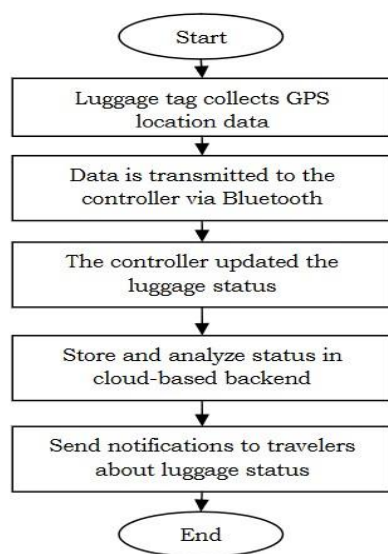 Start
Luggage tag collects GPS
location data
Data is transmitted to the
controller via Bluetooth
The controller updated the
luggage status
Store and analyze status in
cloud-based backend
Send notifications to travelers
about luggage status
End